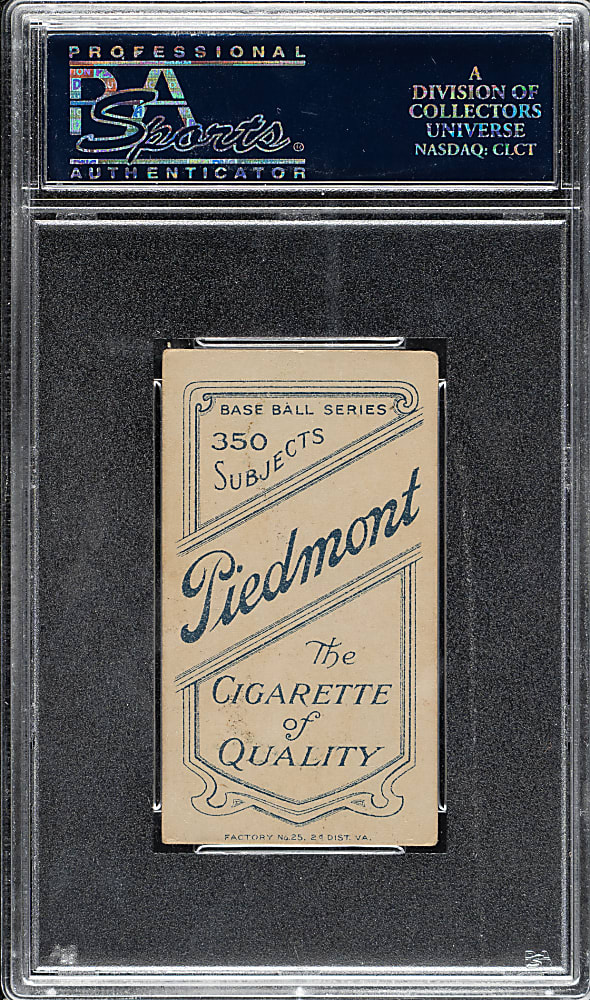 PROFESSIONAL
PSA
Sports®
AUTHENTICATOR
A
DIVISION OF
COLLECTORS
UNIVERSE
NASDAQ: CLCT
BASE BALL SERIES
350
SUBJECTS
Piedmont
The
CIGARETTE
of
QUALITY
FACTORY No. 25, 2d DIST. VA.
PSA